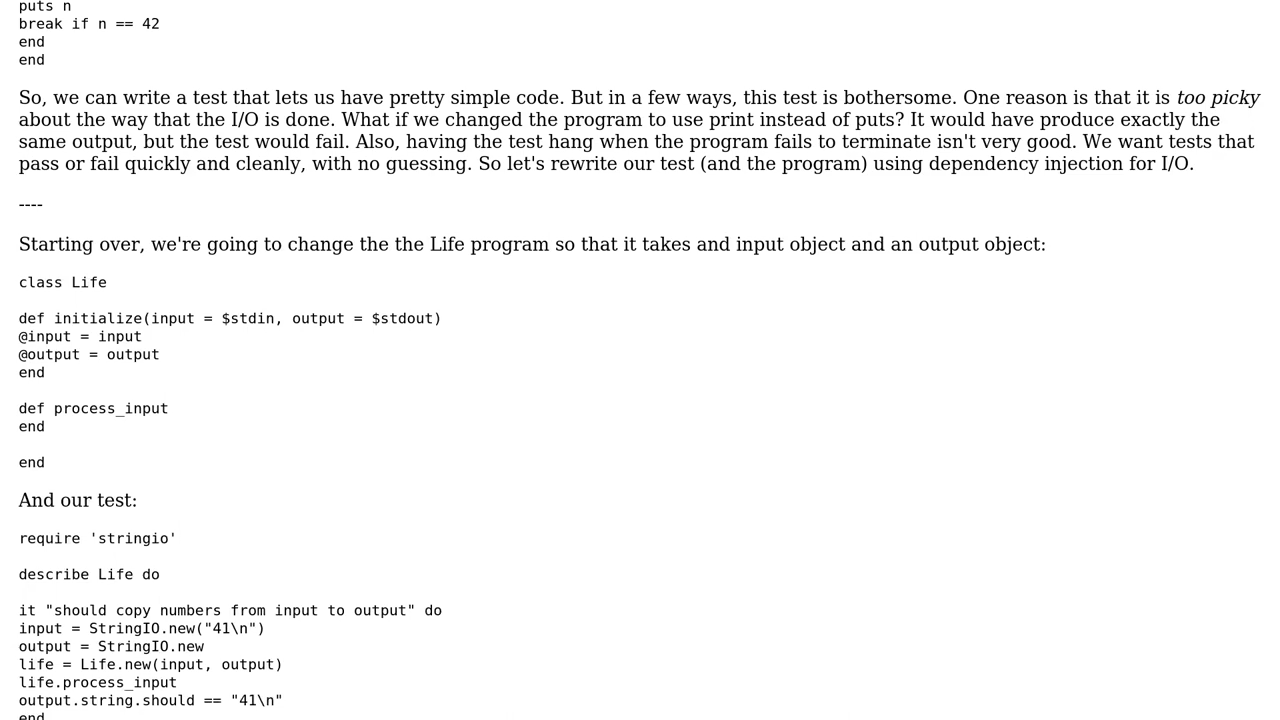 puts n
break if n == 42
end
end
So, we can write a test that lets us have pretty simple code. But in a few ways, this test is bothersome. One reason is that it is too picky
about the way that the I/O is done. What if we changed the program to use print instead of puts? It would have produce exactly the
same output, but the test would fail. Also, having the test hang when the program fails to terminate isn't very good. We want tests that
pass or fail quickly and cleanly, with no guessing. So let's rewrite our test (and the program) using dependency injection for I/O.
----
Starting over, we're going to change the the Life program so that it takes and input object and an output object:
class Life
def initialize(input = $stdin, output = $stdout)
@input = input
@output = output
end
def process_input
end
end
And our test:
require 'stringio'
describe Life do
it "should copy numbers from input to output" do
input = StringIO.new("41\n")
output = StringIO.new
life = Life.new(input, output)
life.process_input
output.string.should == "41\n"
end